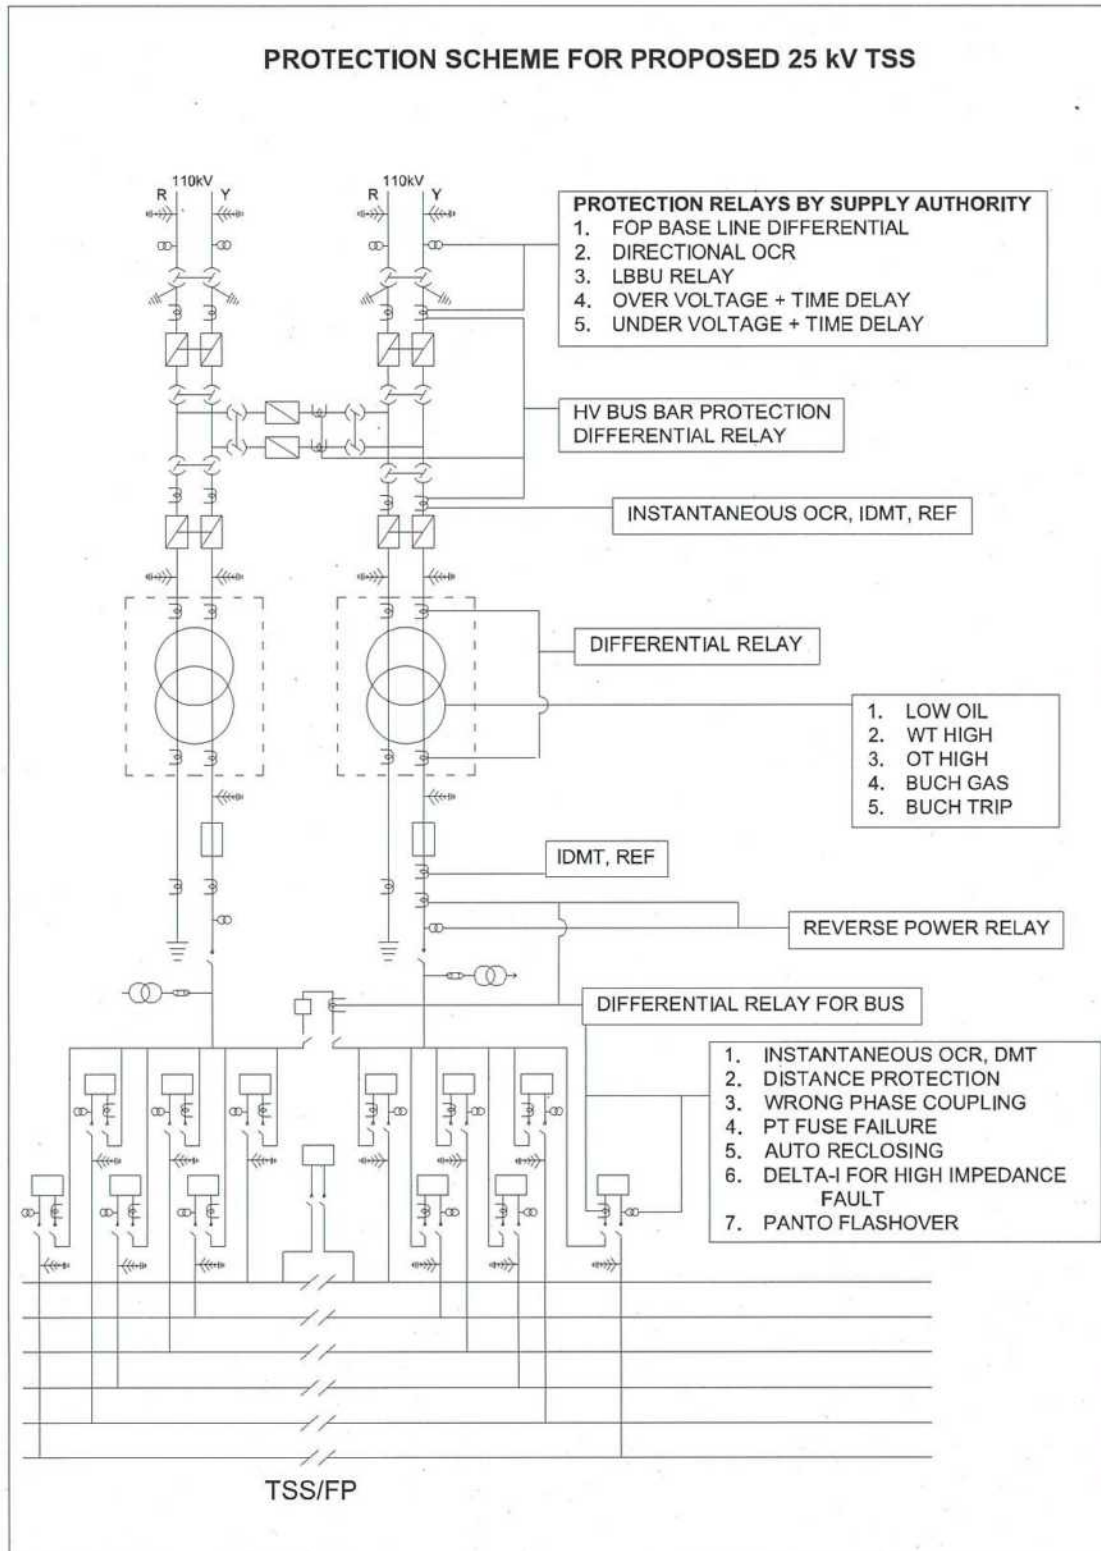 PROTECTION SCHEME FOR PROPOSED 25 kV TSS
110kV
R Y
110kV
R Y
PROTECTION RELAYS BY SUPPLY AUTHORITY
1. FOP BASE LINE DIFFERENTIAL
2. DIRECTIONAL OCR
3. LBBU RELAY
4. OVER VOLTAGE + TIME DELAY
5. UNDER VOLTAGE + TIME DELAY
HV BUS BAR PROTECTION
DIFFERENTIAL RELAY
INSTANTANEOUS OCR, IDMT, REF
DIFFERENTIAL RELAY
1. LOW OIL
2. WT HIGH
3. OT HIGH
4. BUCH GAS
5. BUCH TRIP
IDMT, REF
REVERSE POWER RELAY
DIFFERENTIAL RELAY FOR BUS
1. INSTANTANEOUS OCR, DMT
2. DISTANCE PROTECTION
3. WRONG PHASE COUPLING
4. PT FUSE FAILURE
5. AUTO RECLOSING
6. DELTA-I FOR HIGH IMPEDANCE
FAULT
7. PANTO FLASHOVER
TSS/FP